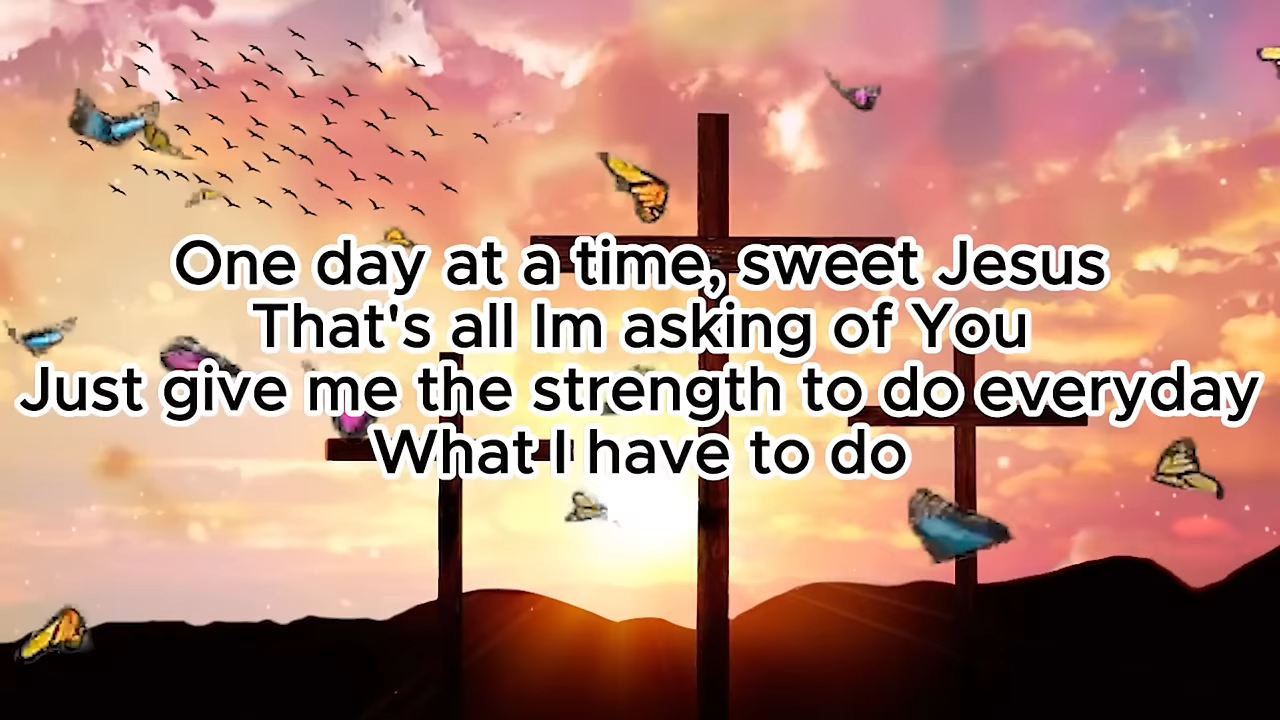 One day at a time, sweet Jesus
That's all Im asking of You
Just give me the strength to do everyday
What I have to do